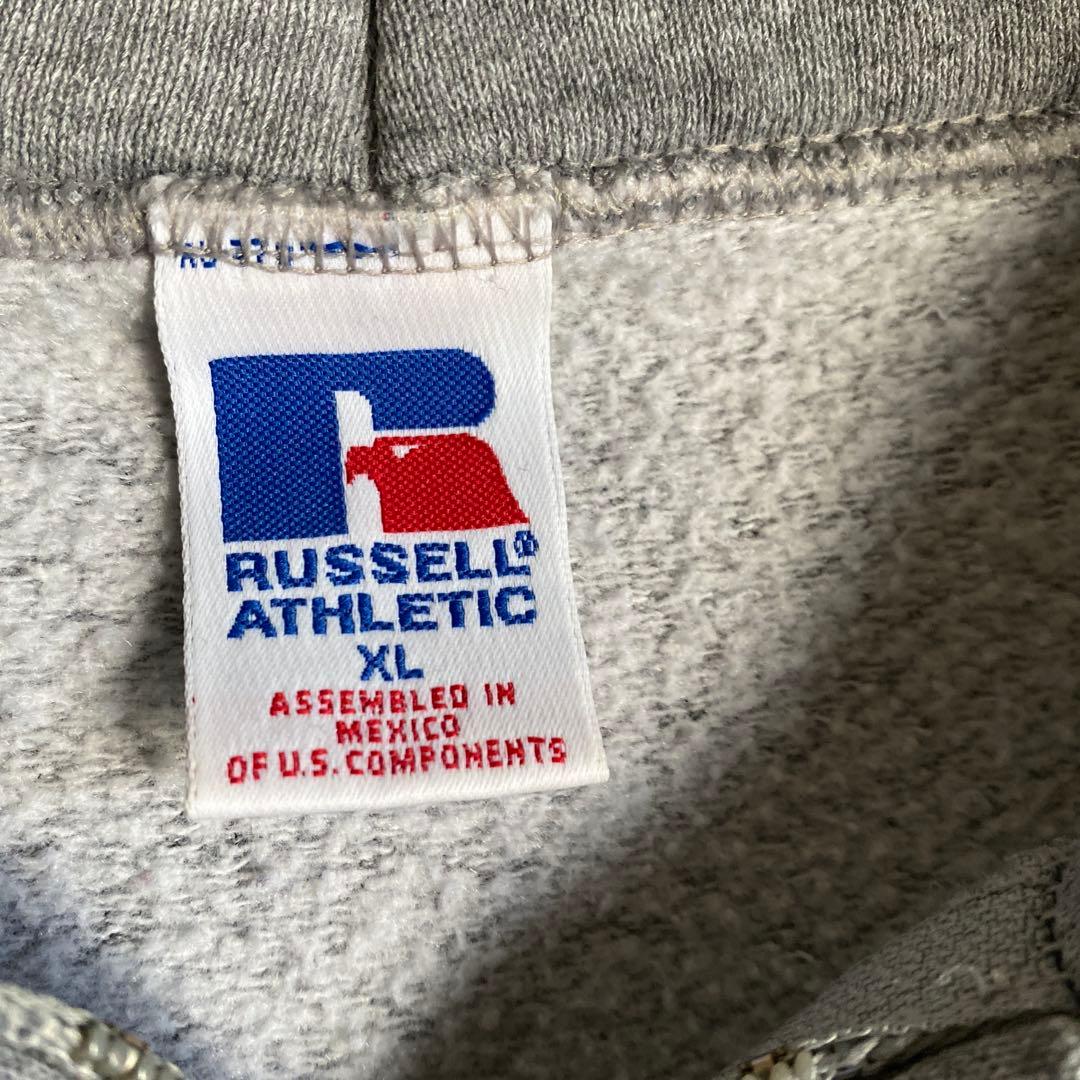 RUSSELL®
ATHLETIC
XL
ASSEMBLED IN
MEXICO
OF U.S. COMPONENTS